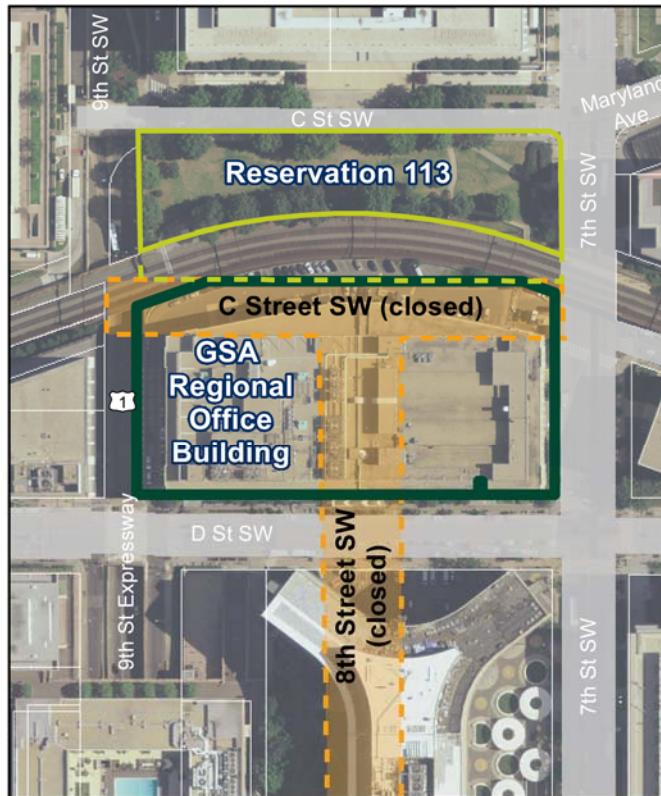 9th St SW
C St SW
Maryland
Ave
Reservation 113
7th St SW
C Street SW (closed)
GSA
Regional
Office
Building
1
D St SW
9th St Expressway
8th Street SW
(closed)
7th St SW